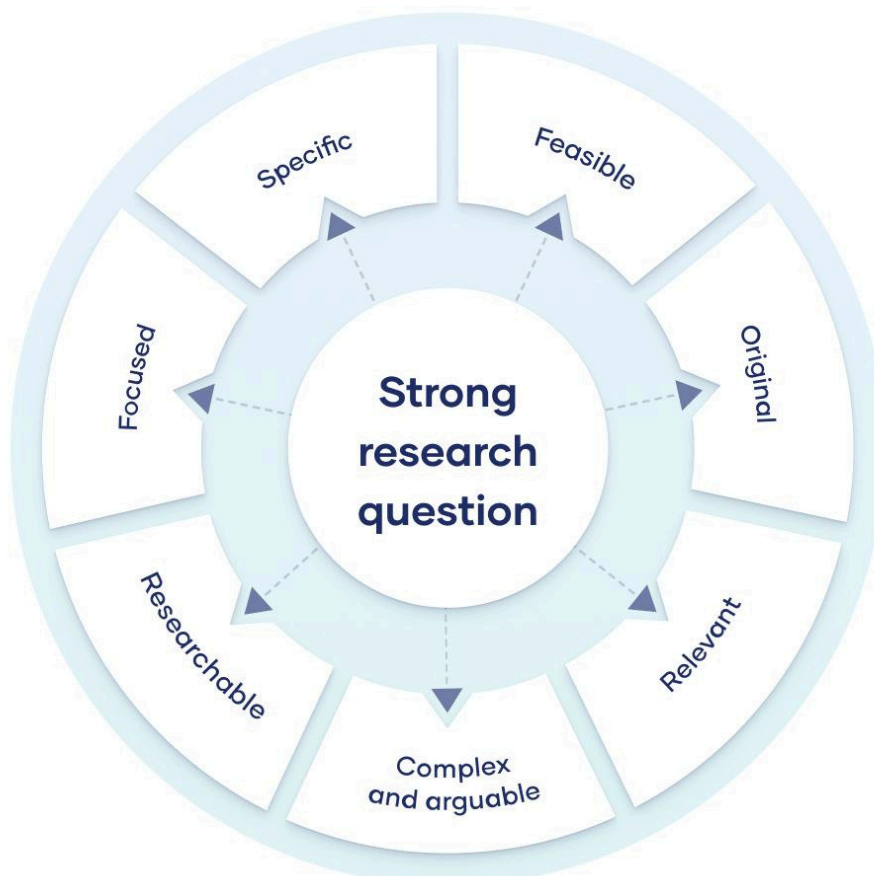 Strong
research
question
Specific
Feasible
Original
Relevant
Complex
and arguable
Researchable
Focused